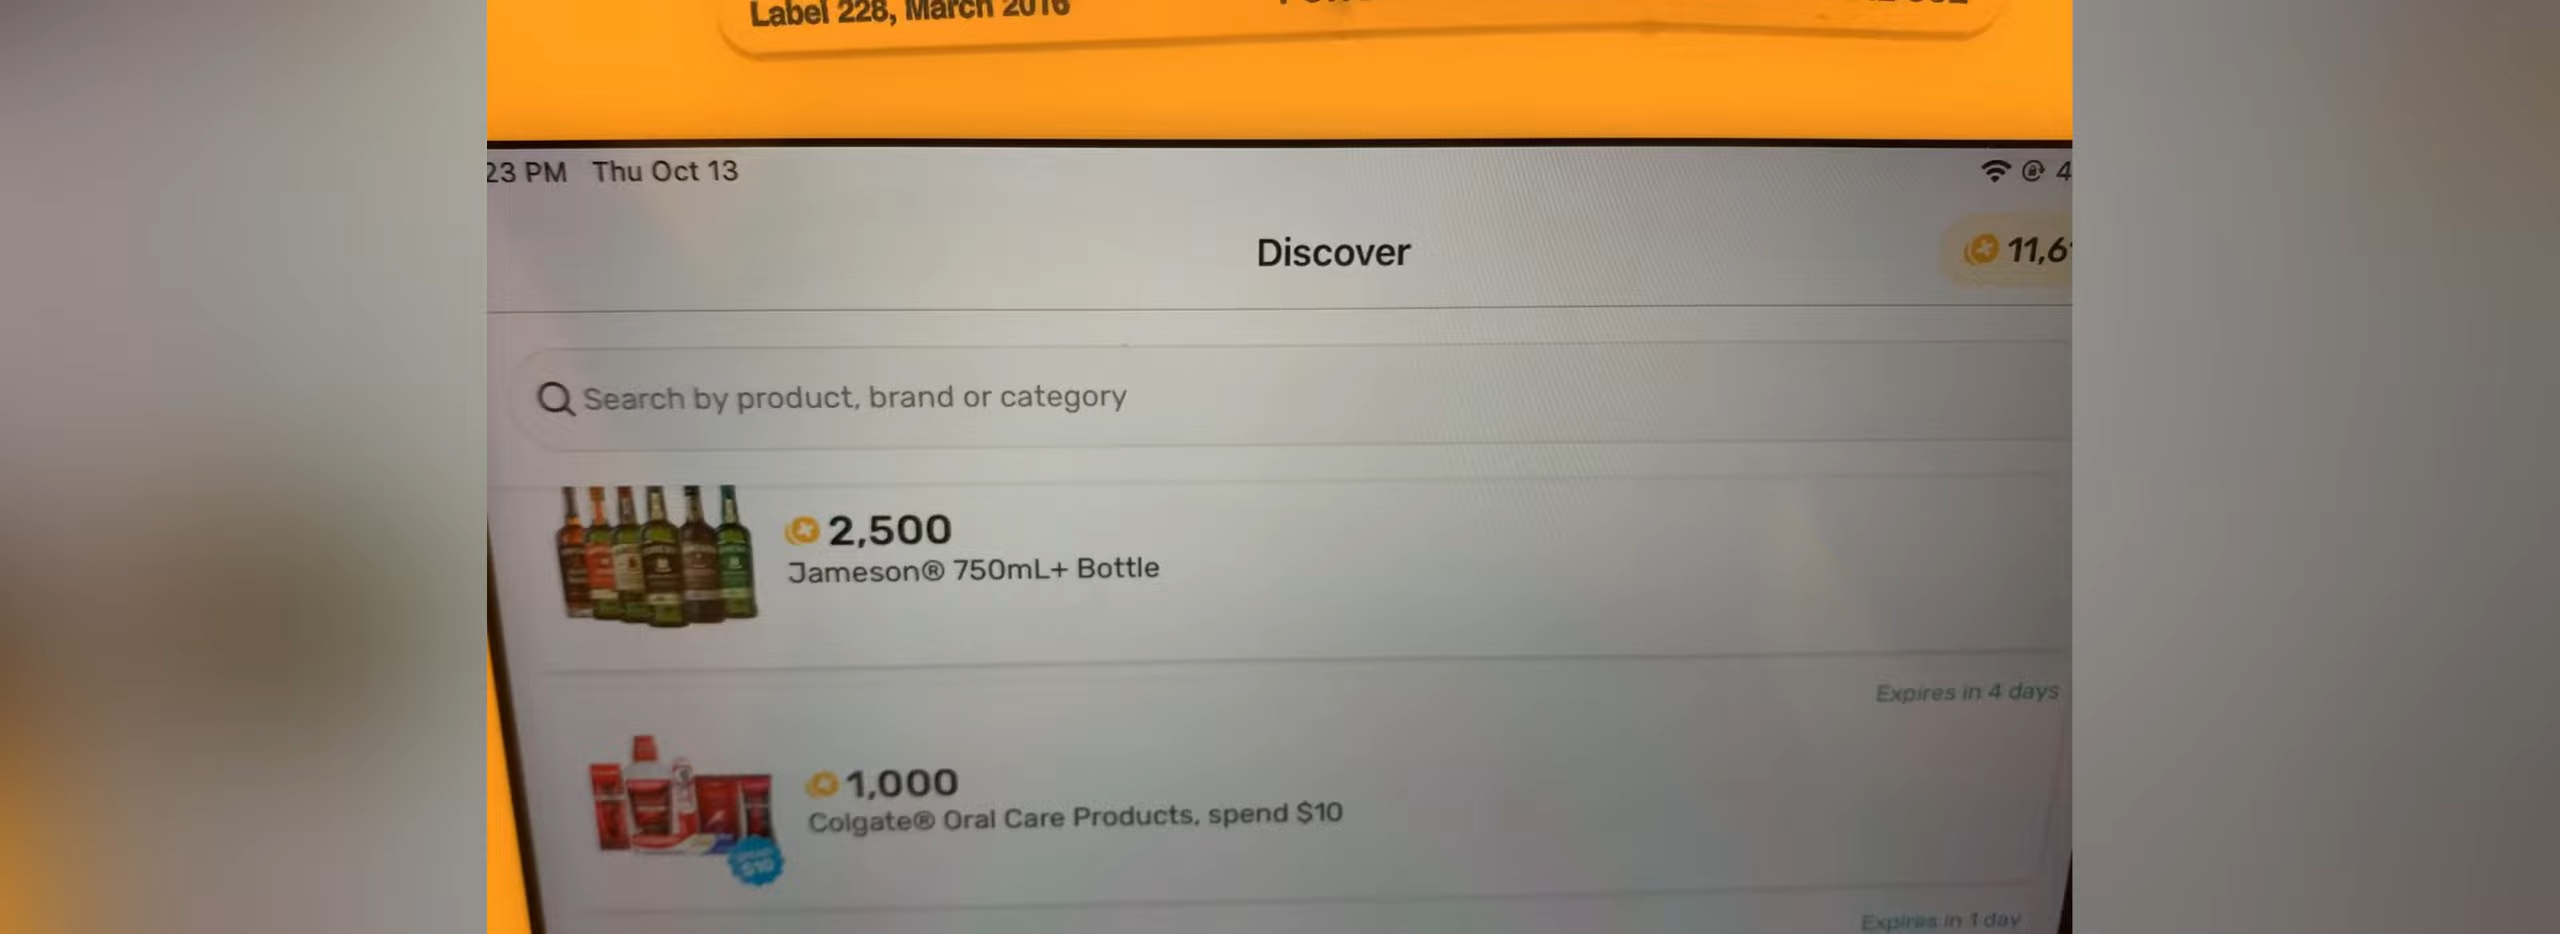 Label 228, March 2016
23 PM Thu Oct 13
4
Discover
11,6
Search by product, brand or category
2,500
Jameson® 750mL+ Bottle
Expires in 4 days
1,000
Colgate® Oral Care Products, spend $10
$10
Expires in 1 day